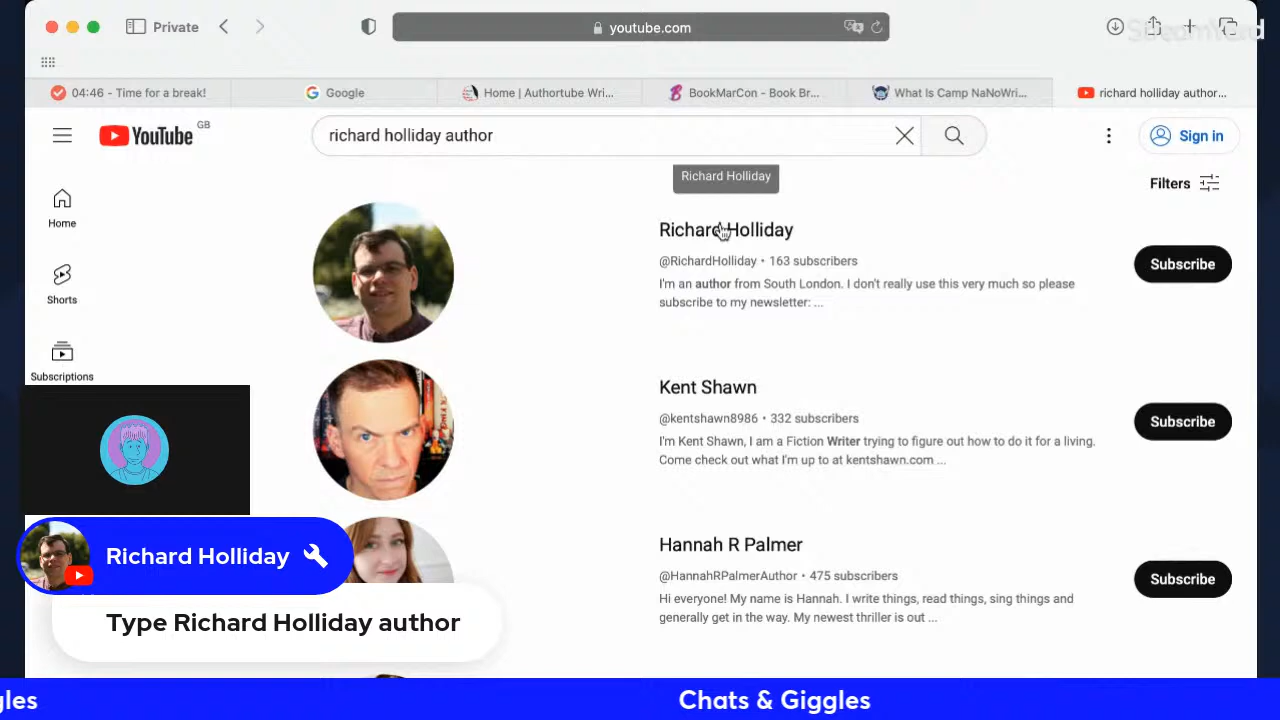 Private
youtube.com
StreamYard
04:46 - Time for a break!
Google
Home | Authortube Wri...
BookMarCon - Book Br...
What Is Camp NaNoWri...
richard holliday author...
YouTube GB
richard holliday author
Sign in
Richard Holliday
Filters
Home
Shorts
Subscriptions
Richard Holliday
@RichardHolliday • 163 subscribers
I'm an author from South London. I don't really use this very much so please
subscribe to my newsletter: ...
Subscribe
Kent Shawn
@kentshawn8986 • 332 subscribers
I'm Kent Shawn, I am a Fiction Writer trying to figure out how to do it for a living.
Come check out what I'm up to at kentshawn.com ...
Subscribe
Hannah R Palmer
@HannahRPalmerAuthor • 475 subscribers
Hi everyone! My name is Hannah. I write things, read things, sing things and
generally get in the way. My newest thriller is out ...
Subscribe
Richard Holliday
Type Richard Holliday author
gles
Chats & Giggles